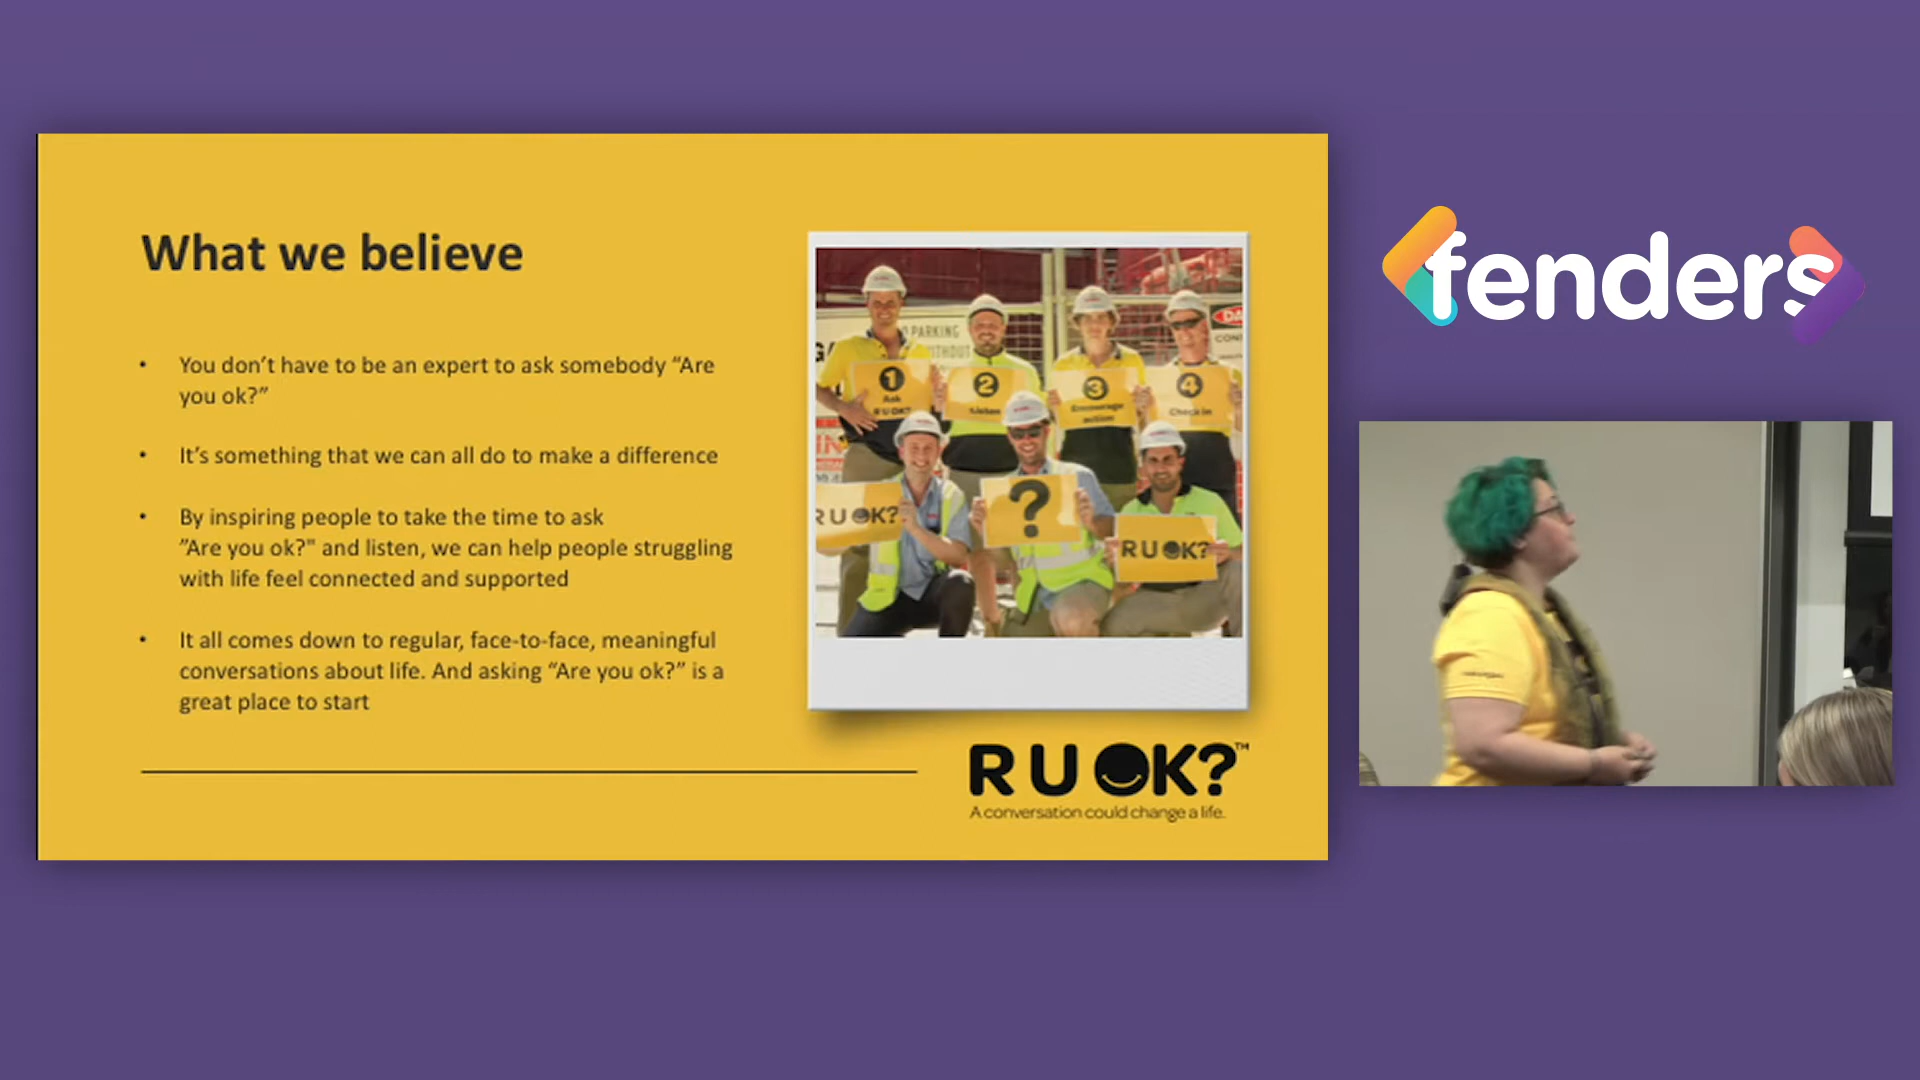 What we believe
• You don’t have to be an expert to ask somebody “Are
you ok?”
• It’s something that we can all do to make a difference
• By inspiring people to take the time to ask
”Are you ok?" and listen, we can help people struggling
with life feel connected and supported
• It all comes down to regular, face-to-face, meaningful
conversations about life. And asking “Are you ok?” is a
great place to start
PARKING
1
Ask
R U OK?
2
Listen
3
Encourage
action
4
Check in
R U OK?
?
R U OK?
R U OK?™
A conversation could change a life.
fenders